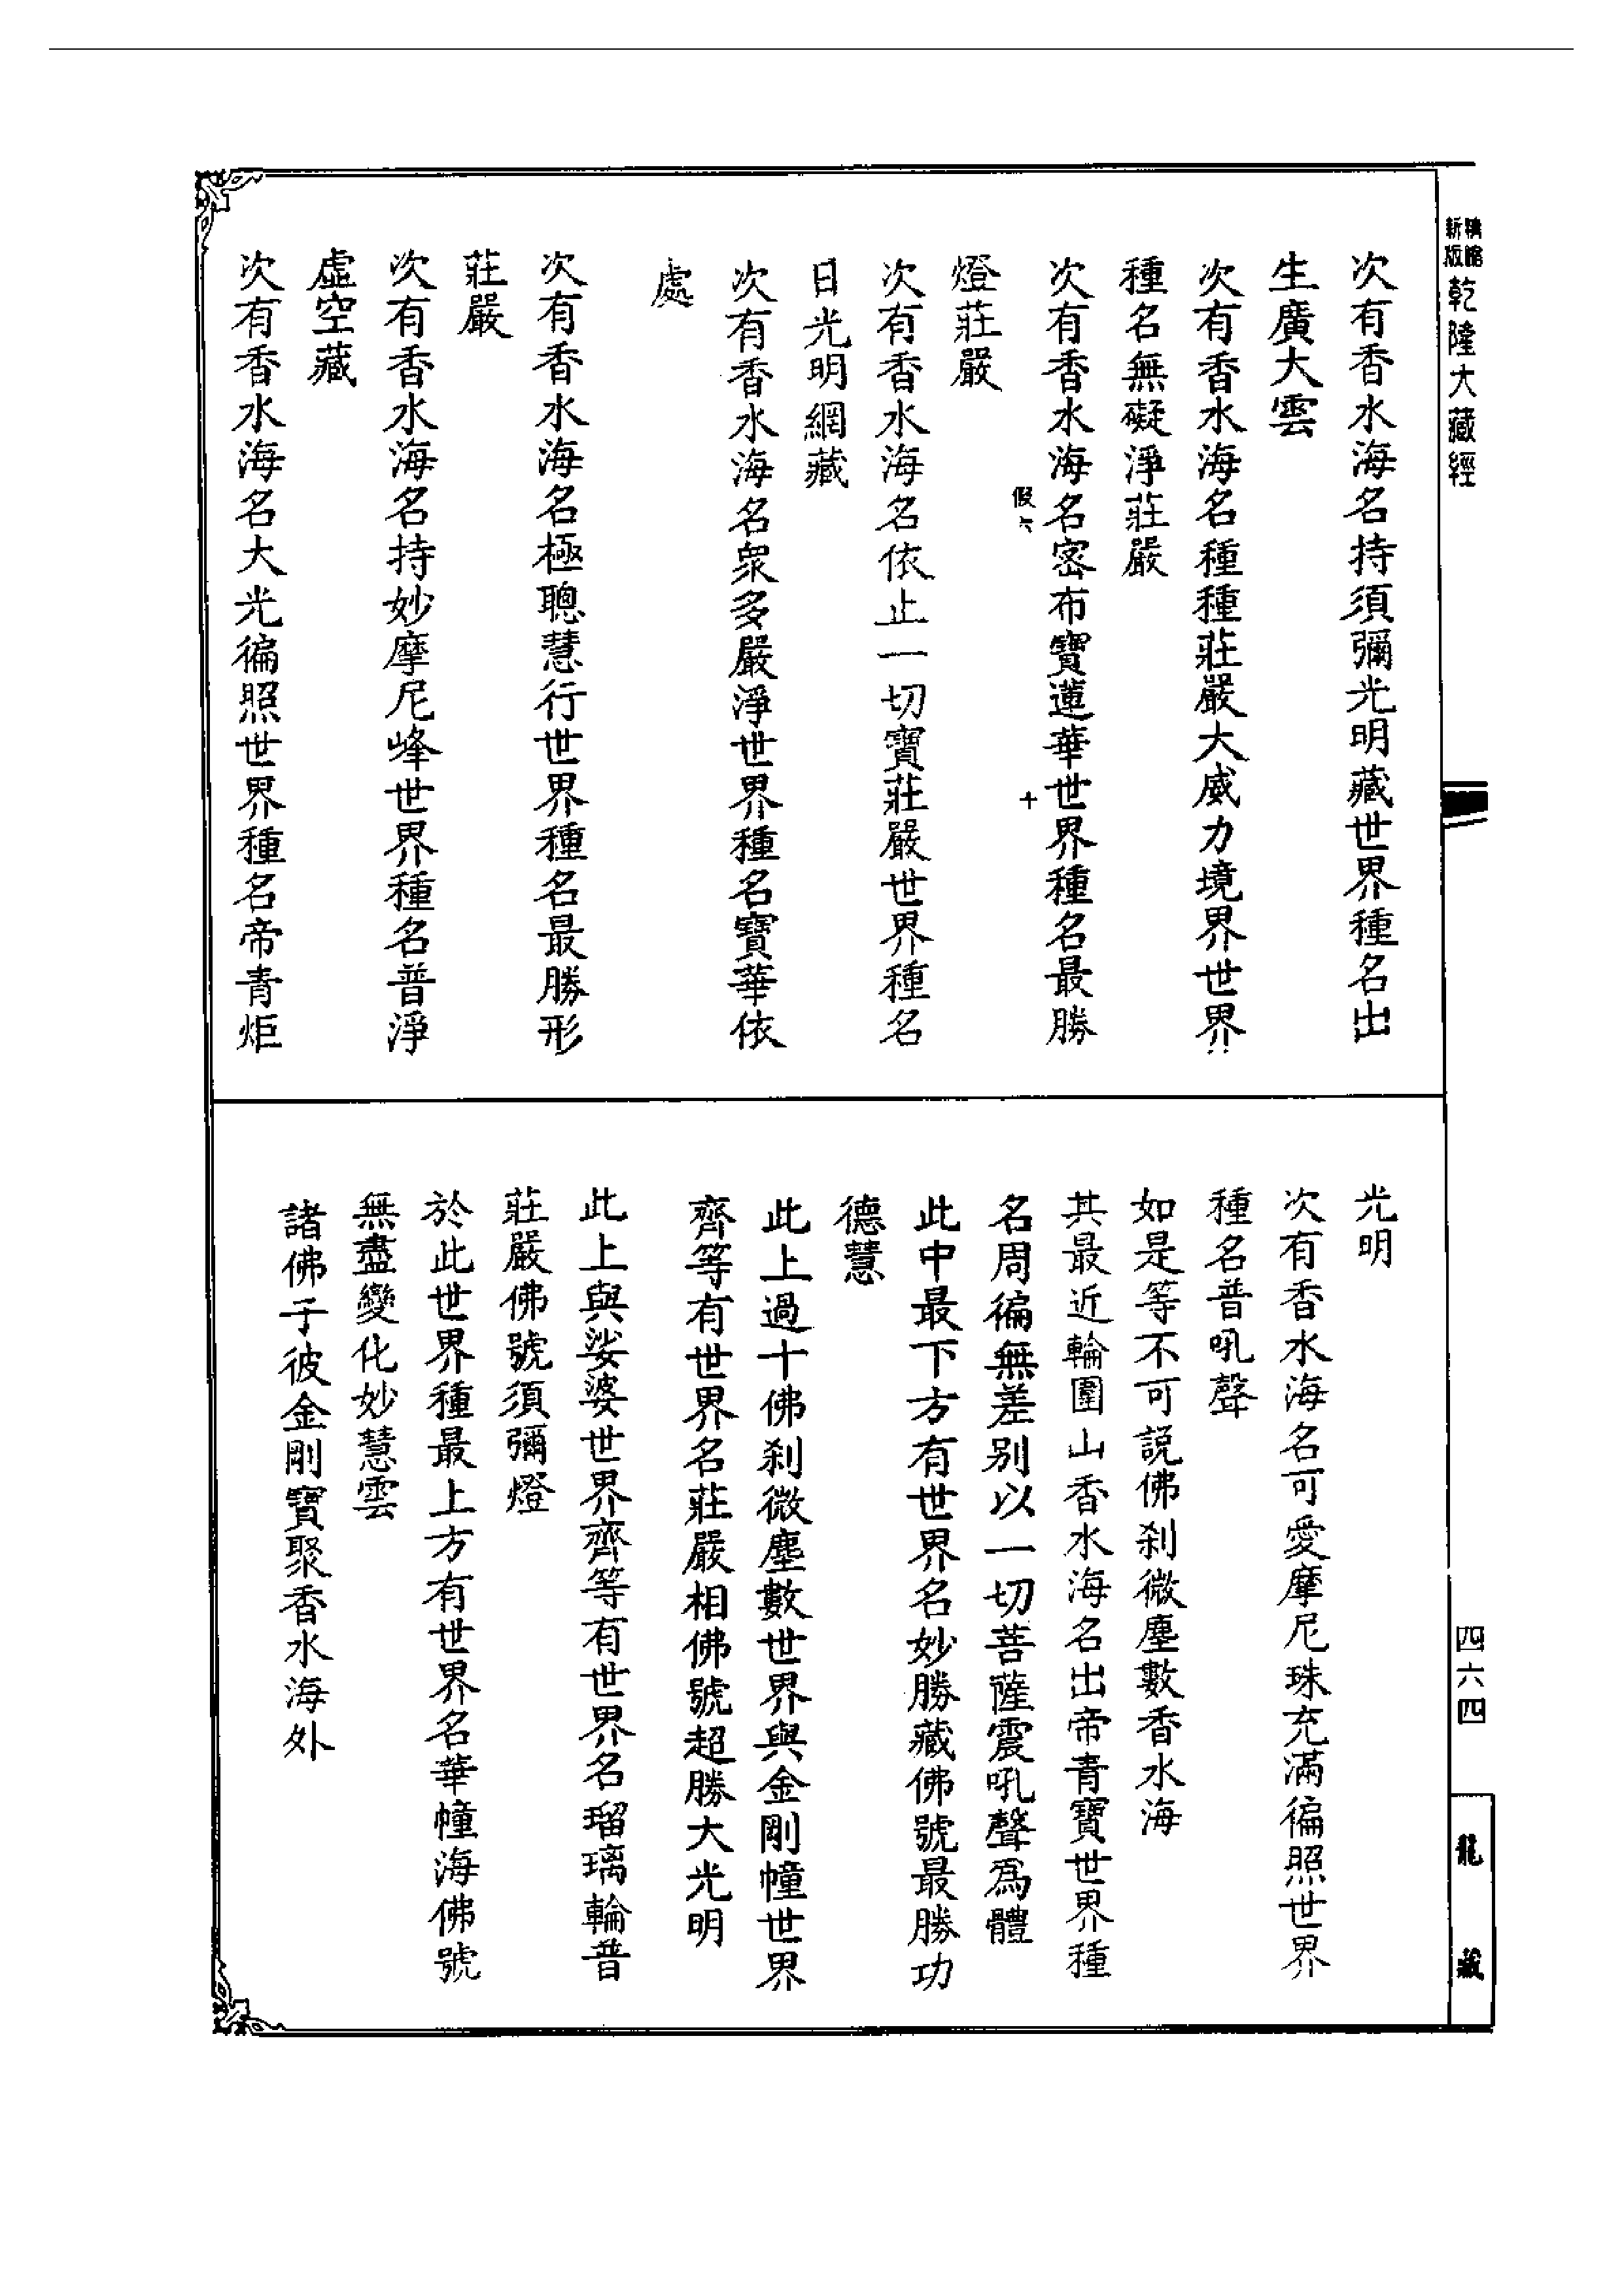 精縮
新版
乾隆大藏經
次有香水海名持須彌光明藏世界種名出
生廣大雲
次有香水海名種種莊嚴大威力境界世界
種名無礙淨莊嚴
次有香水海名密布寶蓮華世界種名最勝
假六
十
燈莊嚴
次有香水海名依止一切寶莊嚴世界種名
日光明網藏
次有香水海名衆多嚴淨世界種名寶華依
處
次有香水海名極聰慧行世界種名最勝形
莊嚴
次有香水海名持妙摩尼峰世界種名普淨
虛空藏
次有香水海名大光徧照世界種名帝青炬
光明
次有香水海名可愛摩尼珠充滿徧照世界
種名普吼聲
如是等不可説佛刹微塵數香水海
其最近輪圍山香水海名出帝青寶世界種
名周徧無差别以一切菩薩震吼聲爲體
此中最下方有世界名妙勝藏佛號最勝功
德慧
此上過十佛刹微塵數世界與金剛幢世界
齊等有世界名莊嚴相佛號超勝大光明
此上與娑婆世界齊等有世界名瑠璃輪普
莊嚴佛號須彌燈
於此世界種最上方有世界名華幢海佛號
無盡變化妙慧雲
諸佛子彼金剛寶聚香水海外
四六四
龍藏